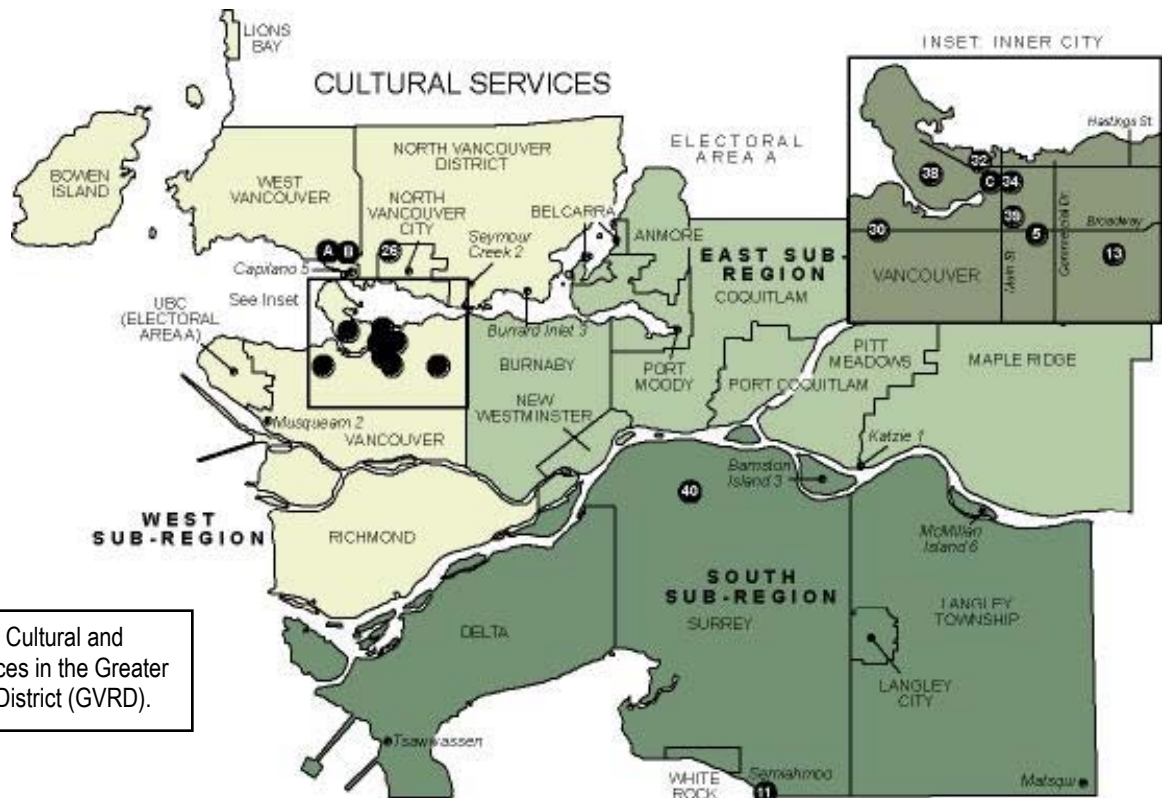 LIONS
BAY
INSET: INNER CITY
CULTURAL SERVICES
Hastings St.
NORTH VANCOUVER
DISTRICT
ELECTORAL
AREA A
BOWEN
ISLAND
WEST
VANCOUVER
NORTH
VANCOUVER
CITY
BELCARRA
ANMORE
Seymour
Creek 2
32
38
C
34
39
5
30
Broadway
13
Commercial Dr.
Main St
VANCOUVER
A
B
26
Capilano 5
EAST SUB-
REGION
COQUITLAM
See Inset
UBC
(ELECTORAL
AREA A)
Burrard Inlet 3
BURNABY
PORT
MOODY
PITT
MEADOWS
PORT COQUITLAM
MAPLE RIDGE
NEW
WESTMINSTER
Musqueam 2
VANCOUVER
Katzie 1
Barnston
Island 3
40
WEST
SUB-REGION
RICHMOND
McMillan
Island 6
SOUTH
SUB-REGION
SURREY
LANGLEY
TOWNSHIP
DELTA
LANGLEY
CITY
Cultural and
ces in the Greater
District (GVRD).
Tsawwassen
WHITE
ROCK
Semiahmoo
11
Matsqui